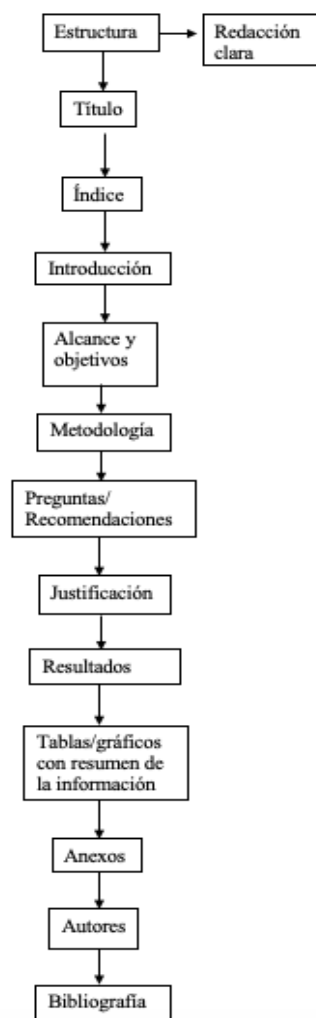 Estructura
Redacción
clara
Título
Índice
Introducción
Alcance y
objetivos
Metodología
Preguntas/
Recomendaciones
Justificación
Resultados
Tablas/gráficos
con resumen de
la información
Anexos
Autores
Bibliografía